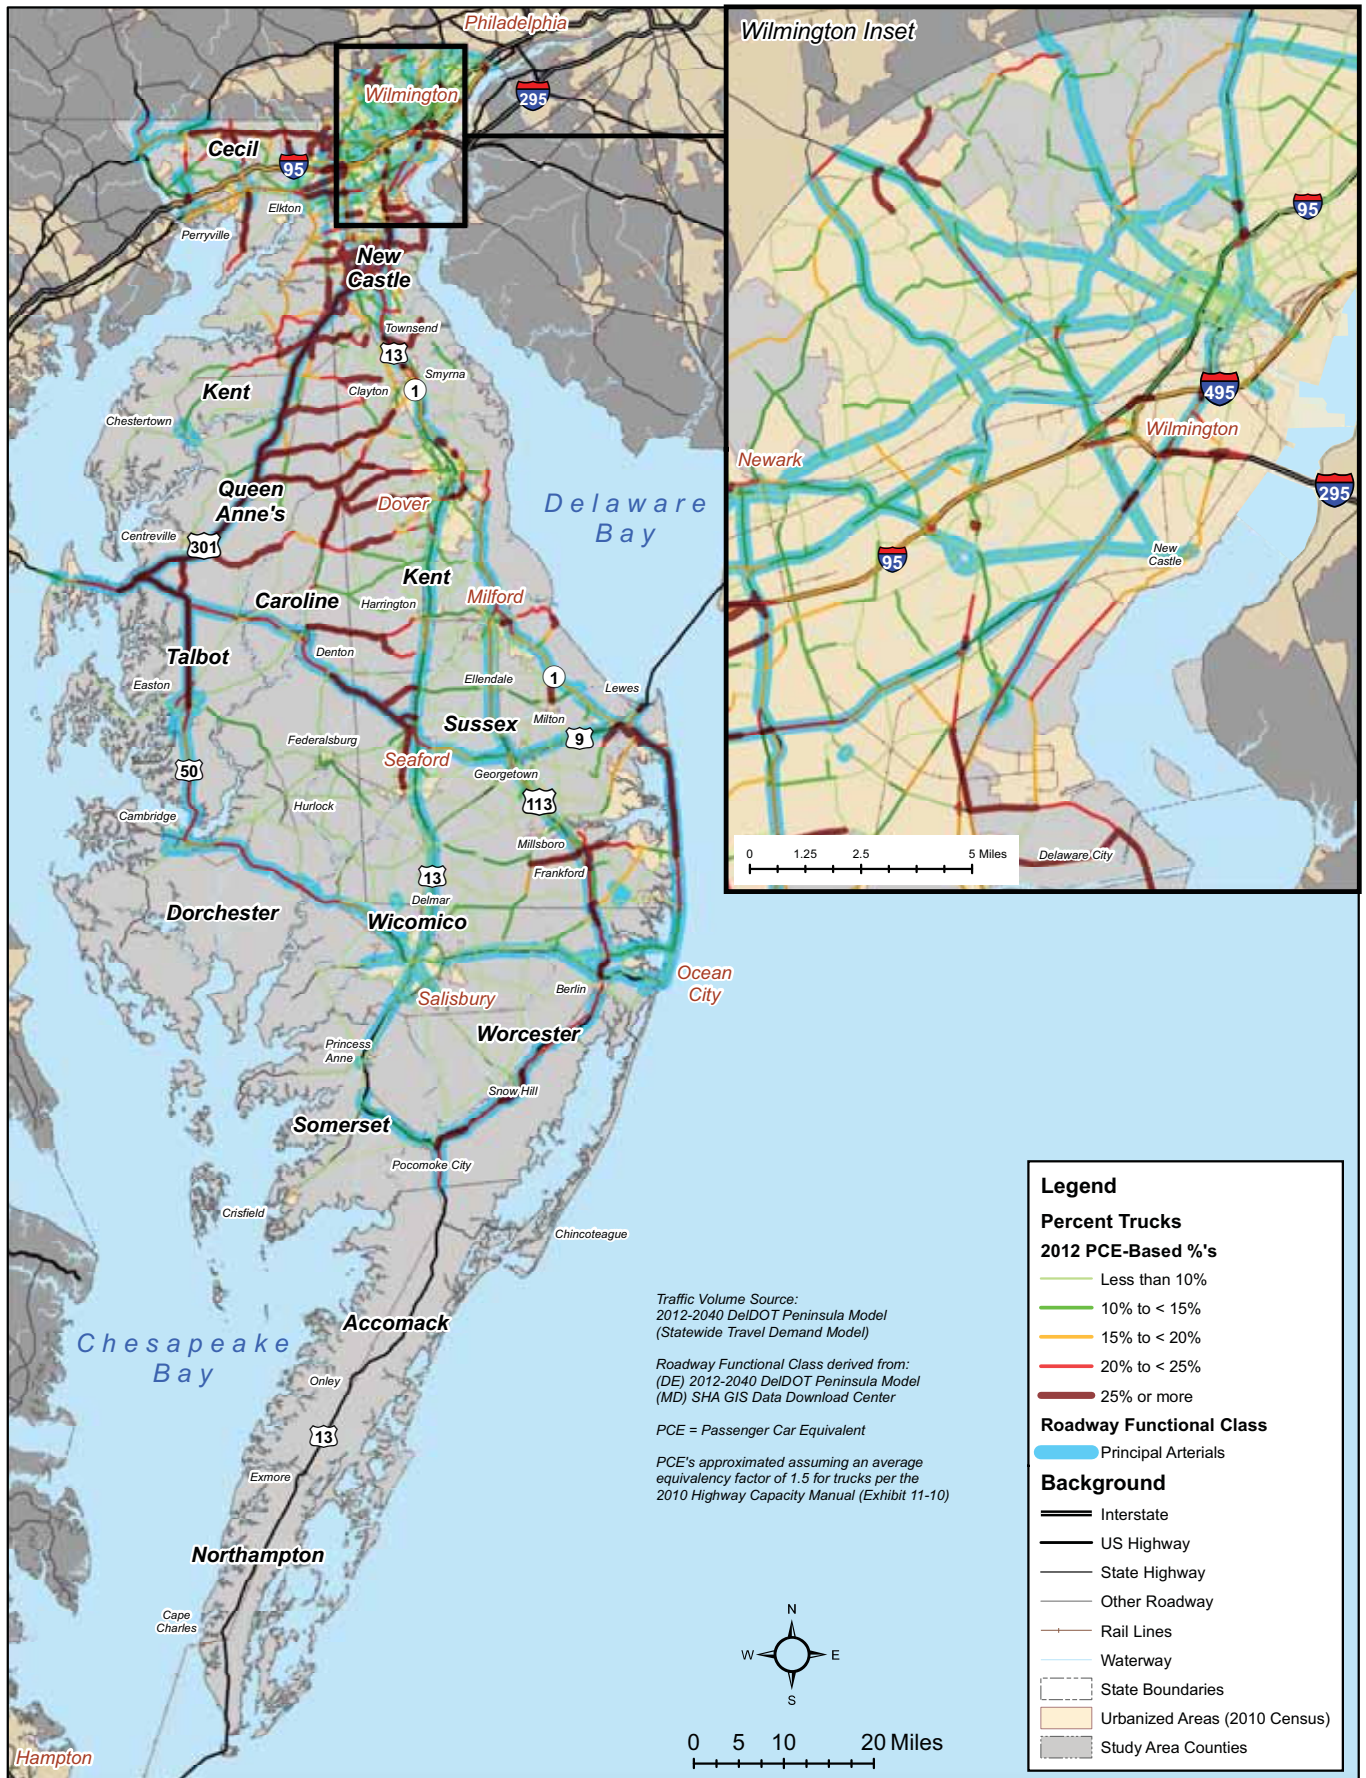 Philadelphia
Wilmington
295
Cecil
95
Elkton
Perryville
New
Castle
Townsend
13
Smyrna
Clayton
1
Kent
Chestertown
Queen
Anne's
Dover
Delaware
Bay
Centreville
301
Kent
Caroline
Harrington
Milford
Denton
Talbot
Easton
Ellendale
1
Lewes
Sussex
Milton
Federalsburg
9
Seaford
50
Georgetown
113
Hurlock
Cambridge
Millsboro
Frankford
13
Delmar
Dorchester
Wicomico
Ocean
City
Berlin
Salisbury
Worcester
Princess
Anne
Snow Hill
Somerset
Pocomoke City
Crisfield
Chincoteague
Accomack
Chesapeake
Bay
Onley
13
Exmore
Northampton
Cape
Charles
Hampton
Wilmington Inset
95
495
Wilmington
Newark
295
New
Castle
95
Delaware City
0 1.25 2.5 5 Miles
Traffic Volume Source:
2012-2040 DelDOT Peninsula Model
(Statewide Travel Demand Model)
Roadway Functional Class derived from:
(DE) 2012-2040 DelDOT Peninsula Model
(MD) SHA GIS Data Download Center
PCE = Passenger Car Equivalent
PCE's approximated assuming an average
equivalency factor of 1.5 for trucks per the
2010 Highway Capacity Manual (Exhibit 11-10)
N
W E
S
0 5 10 20 Miles
Legend
Percent Trucks
2012 PCE-Based %'s
Less than 10%
10% to < 15%
15% to < 20%
20% to < 25%
25% or more
Roadway Functional Class
Principal Arterials
Background
Interstate
US Highway
State Highway
Other Roadway
Rail Lines
Waterway
State Boundaries
Urbanized Areas (2010 Census)
Study Area Counties